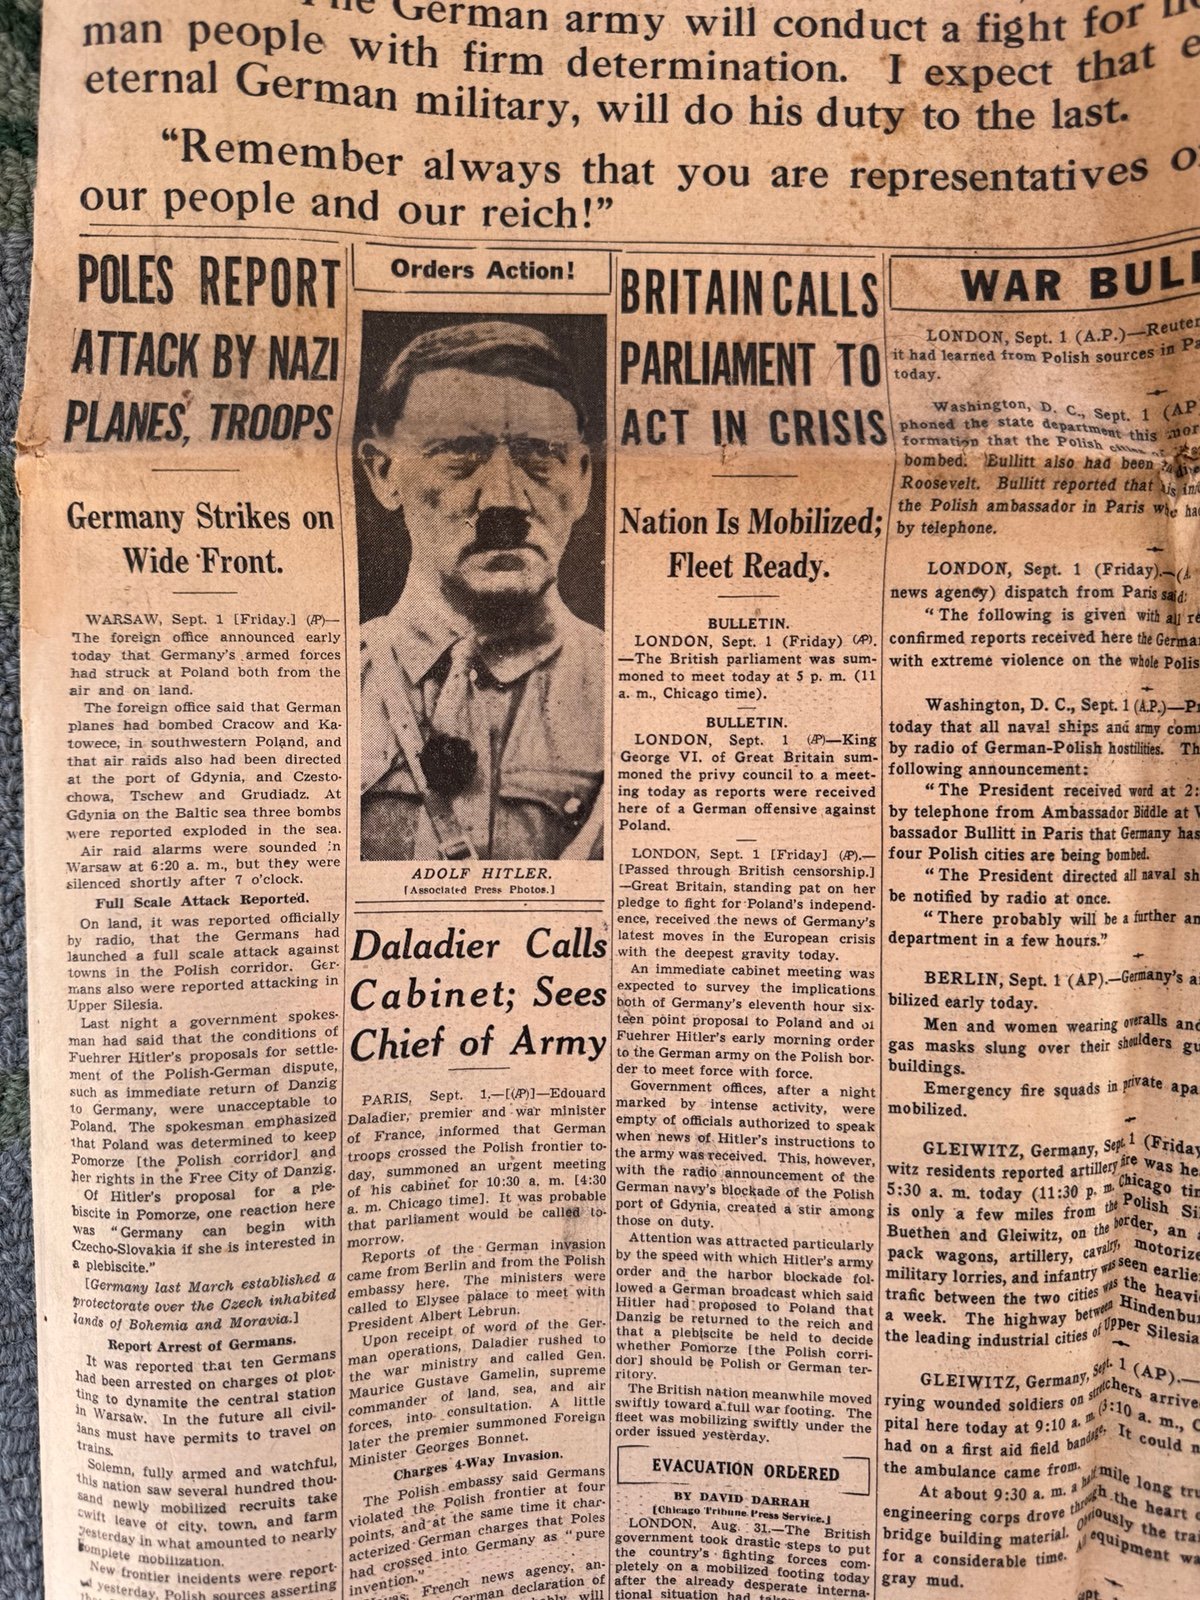 The German army will conduct a fight for
man people with firm determination. I expect that
eternal German military, will do his duty to the last.
"Remember always that you are representatives
our people and our reich!"
POLES REPORT
ATTACK BY NAZI
PLANES, TROOPS
Germany Strikes on
Wide Front.
WARSAW, Sept. 1 [Friday.] (AP)—
The foreign office announced early
today that Germany's armed forces
had struck at Poland both from the
air and on land.
The foreign office said that German
planes had bombed Cracow and Ka-
towece, in southwestern Poland, and
that air raids also had been directed
at the port of Gdynia, and Czesto-
chowa, Tschew and Grudiadz. At
Gdynia on the Baltic sea three bombs
were reported exploded in the sea.
Air raid alarms were sounded in
Warsaw at 6:20 a. m., but they were
silenced shortly after 7 o'clock.
Full Scale Attack Reported.
On land, it was reported officially
by radio, that the Germans had
launched a full scale attack against
towns in the Polish corridor. Ger-
mans also were reported attacking in
Upper Silesia.
Last night a government spokes-
man had said that the conditions of
Fuehrer Hitler's proposals for settle-
ment of the Polish-German dispute,
such as immediate return of Danzig
to Germany, were unacceptable to
Poland. The spokesman emphasized
that Poland was determined to keep
Pomorze [the Polish corridor] and
her rights in the Free City of Danzig.
Of Hitler's proposal for a ple-
biscite in Pomorze, one reaction here
was "Germany can begin with
Czecho-Slovakia if she is interested in
a plebiscite."
[Germany last March established a
protectorate over the Czech inhabited
lands of Bohemia and Moravia.]
Report Arrest of Germans.
It was reported that ten Germans
had been arrested on charges of plot-
ting to dynamite the central station
in Warsaw. In the future all civil-
ians must have permits to travel on
trains.
Solemn, fully armed and watchful,
this nation saw several hundred thou-
sand newly mobilized recruits take
swift leave of city, town, and farm
yesterday in what amounted to nearly
complete mobilization.
New frontier incidents were report-
yesterday, Polish sources asserting
Orders Action!
ADOLF HITLER.
[Associated Press Photos.]
Daladier Calls
Cabinet; Sees
Chief of Army
PARIS, Sept. 1.—[(AP)]—Edouard
Daladier, premier and war minister
of France, informed that German
troops crossed the Polish frontier to-
day, summoned an urgent meeting
of his cabinet for 10:30 a. m. [4:30
a. m. Chicago time]. It was probable
that parliament would be called to-
morrow.
Reports of the German invasion
came from Berlin and from the Polish
embassy here. The ministers were
called to Elysee palace to meet with
President Albert Lebrun.
Upon receipt of word of the Ger-
man operations, Daladier rushed to
the war ministry and called Gen.
Maurice Gustave Gamelin, supreme
commander of land, sea, and air
forces, into consultation. A little
later the premier summoned Foreign
Minister Georges Bonnet.
Charges 4-Way Invasion.
The Polish embassy said Germans
violated the Polish frontier at four
points, and at the same time it char-
acterized German charges that Poles
had crossed into Germany as "pure
invention."
French news agency, an-
German declaration of
BRITAIN CALLS
PARLIAMENT TO
ACT IN CRISIS
Nation Is Mobilized;
Fleet Ready.
BULLETIN.
LONDON, Sept. 1 (Friday) (AP).
—The British parliament was sum-
moned to meet today at 5 p. m. (11
a. m., Chicago time).
BULLETIN.
LONDON, Sept. 1 (AP)—King
George VI. of Great Britain sum-
moned the privy council to a meet-
ing today as reports were received
here of a German offensive against
Poland.
LONDON, Sept. 1 [Friday] (AP).—
[Passed through British censorship.]
—Great Britain, standing pat on her
pledge to fight for Poland's independ-
ence, received the news of Germany's
latest moves in the European crisis
with the deepest gravity today.
An immediate cabinet meeting was
expected to survey the implications
both of Germany's eleventh hour six-
teen point proposal to Poland and of
Fuehrer Hitler's early morning order
to the German army on the Polish bor-
der to meet force with force.
Government offices, after a night
marked by intense activity, were
empty of officials authorized to speak
when news of Hitler's instructions to
the army was received. This, however,
with the radio announcement of the
German navy's blockade of the Polish
port of Gdynia, created a stir among
those on duty.
Attention was attracted particularly
by the speed with which Hitler's army
order and the harbor blockade fol-
lowed a German broadcast which said
Hitler had proposed to Poland that
Danzig be returned to the reich and
that a plebiscite be held to decide
whether Pomorze [the Polish corri-
dor] should be Polish or German ter-
ritory.
The British nation meanwhile moved
swiftly toward a full war footing. The
fleet was mobilizing swiftly under the
order issued yesterday.
EVACUATION ORDERED
BY DAVID DARRAH
[Chicago Tribune Press Service.]
LONDON, Aug. 31.—The British
government took drastic steps to put
the country's fighting forces com-
pletely on a mobilized footing today
after the already desperate interna-
tional situation had
WAR BULL
LONDON, Sept. 1 (A.P.)—Reuter
it had learned from Polish sources in Pa
today.
Washington, D. C., Sept. 1 (AP
phoned the state department this mor
formation that the Polish cities of
bombed. Bullitt also had been
Roosevelt. Bullitt reported that his in
the Polish ambassador in Paris who ha
by telephone.
LONDON, Sept. 1 (Friday).—(A
news agency) dispatch from Paris said:
"The following is given with all re
confirmed reports received here the Germa
with extreme violence on the whole Polis
Washington, D. C., Sept. 1 (A.P.)—Pr
today that all naval ships and army com
by radio of German-Polish hostilities. Th
following announcement:
"The President received word at 2:
by telephone from Ambassador Biddle at W
bassador Bullitt in Paris that Germany has
four Polish cities are being bombed.
"The President directed all naval sh
be notified by radio at once.
"There probably will be a further an
department in a few hours."
BERLIN, Sept. 1 (AP).—Germany's a
bilized early today.
Men and women wearing overalls and
gas masks slung over their shoulders gu
buildings.
Emergency fire squads in private apa
mobilized.
GLEIWITZ, Germany, Sept. 1 (Friday
witz residents reported artillery fire was he
5:30 a. m. today (11:30 p. m. Chicago tim
is only a few miles from the Polish Si
Buethen and Gleiwitz, on the border, an
pack wagons, artillery, cavalry, motorize
military lorries, and infantry was seen earlie
trafic between the two cities was the heavi
a week. The highway between Hindenbur
the leading industrial cities of Upper Silesia
GLEIWITZ, Germany, Sept. 1 (AP).—
rying wounded soldiers on stretchers arrive
pital here today at 9:10 a. m. (3:10 a. m., C
had on a first aid field bandage. It could n
the ambulance came from.
At about 9:30 a. m. a half mile long tru
engineering corps drove through the heart
bridge building material. Obviously the trai
for a considerable time. All equipment wa
gray mud.